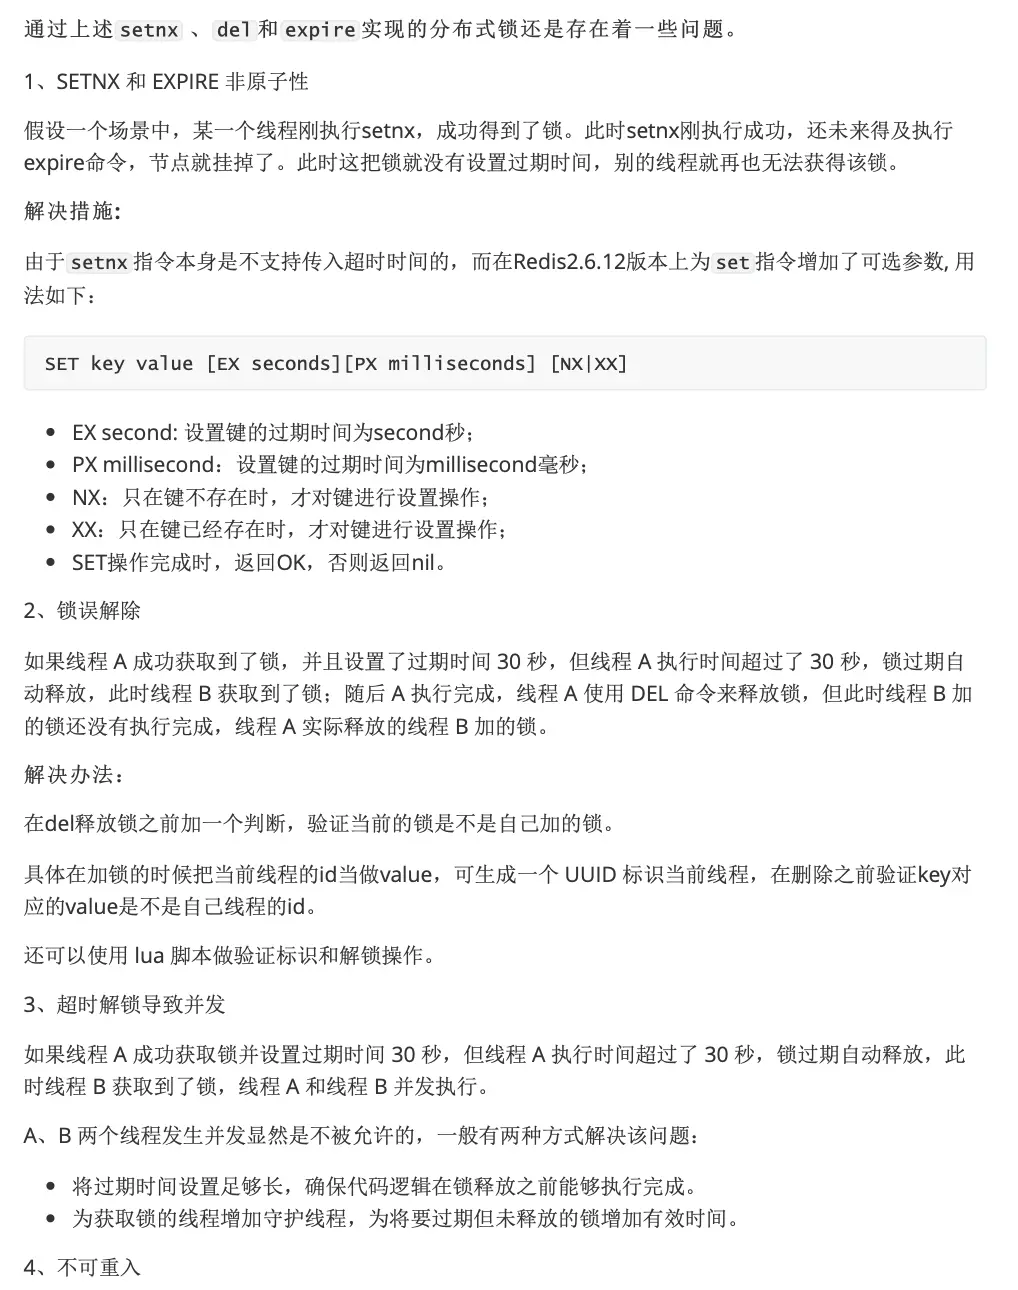 通过上述 setnx 、 del 和 expire 实现的分布式锁还是存在着一些问题。
1、SETNX 和 EXPIRE 非原子性
假设一个场景中，某一个线程刚执行setnx，成功得到了锁。此时setnx刚执行成功，还未来得及执行
expire命令，节点就挂掉了。此时这把锁就没有设置过期时间，别的线程就再也无法获得该锁。
解决措施:
由于 setnx 指令本身是不支持传入超时时间的，而在Redis2.6.12版本上为 set 指令增加了可选参数, 用
法如下：
SET key value [EX seconds][PX milliseconds] [NX|XX]
• EX second: 设置键的过期时间为second秒；
• PX millisecond：设置键的过期时间为millisecond毫秒；
• NX：只在键不存在时，才对键进行设置操作；
• XX：只在键已经存在时，才对键进行设置操作；
• SET操作完成时，返回OK，否则返回nil。
2、锁误解除
如果线程 A 成功获取到了锁，并且设置了过期时间 30 秒，但线程 A 执行时间超过了 30 秒，锁过期自
动释放，此时线程 B 获取到了锁；随后 A 执行完成，线程 A 使用 DEL 命令来释放锁，但此时线程 B 加
的锁还没有执行完成，线程 A 实际释放的线程 B 加的锁。
解决办法：
在del释放锁之前加一个判断，验证当前的锁是不是自己加的锁。
具体在加锁的时候把当前线程的id当做value，可生成一个 UUID 标识当前线程，在删除之前验证key对
应的value是不是自己线程的id。
还可以使用 lua 脚本做验证标识和解锁操作。
3、超时解锁导致并发
如果线程 A 成功获取锁并设置过期时间 30 秒，但线程 A 执行时间超过了 30 秒，锁过期自动释放，此
时线程 B 获取到了锁，线程 A 和线程 B 并发执行。
A、B 两个线程发生并发显然是不被允许的，一般有两种方式解决该问题：
• 将过期时间设置足够长，确保代码逻辑在锁释放之前能够执行完成。
• 为获取锁的线程增加守护线程，为将要过期但未释放的锁增加有效时间。
4、不可重入